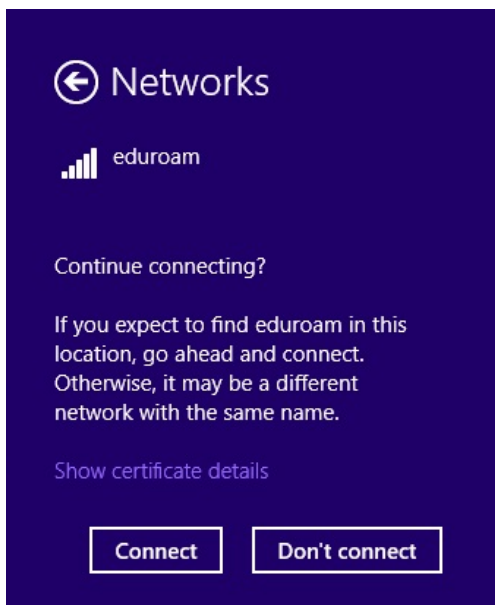 Networks
eduroam
Continue connecting?
If you expect to find eduroam in this
location, go ahead and connect.
Otherwise, it may be a different
network with the same name.
Show certificate details
Connect Don't connect